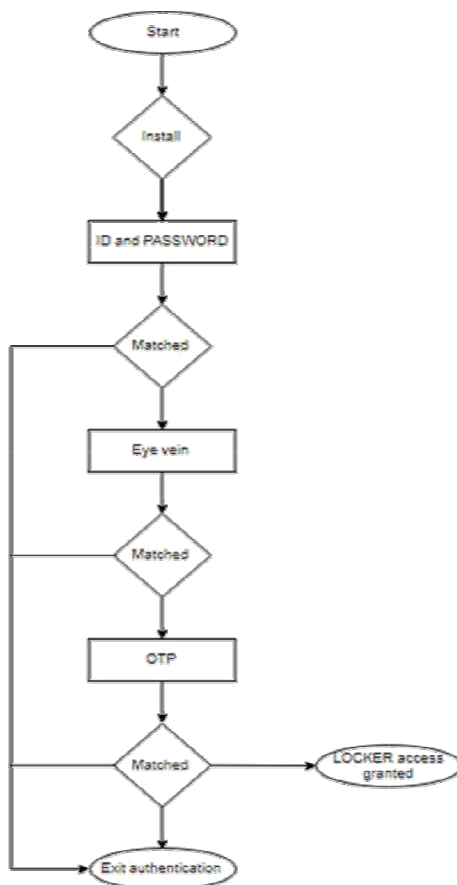 Start
Install
ID and PASSWORD
Matched
Eye vein
Matched
OTP
Matched
LOCKER access
granted
Exit authentication